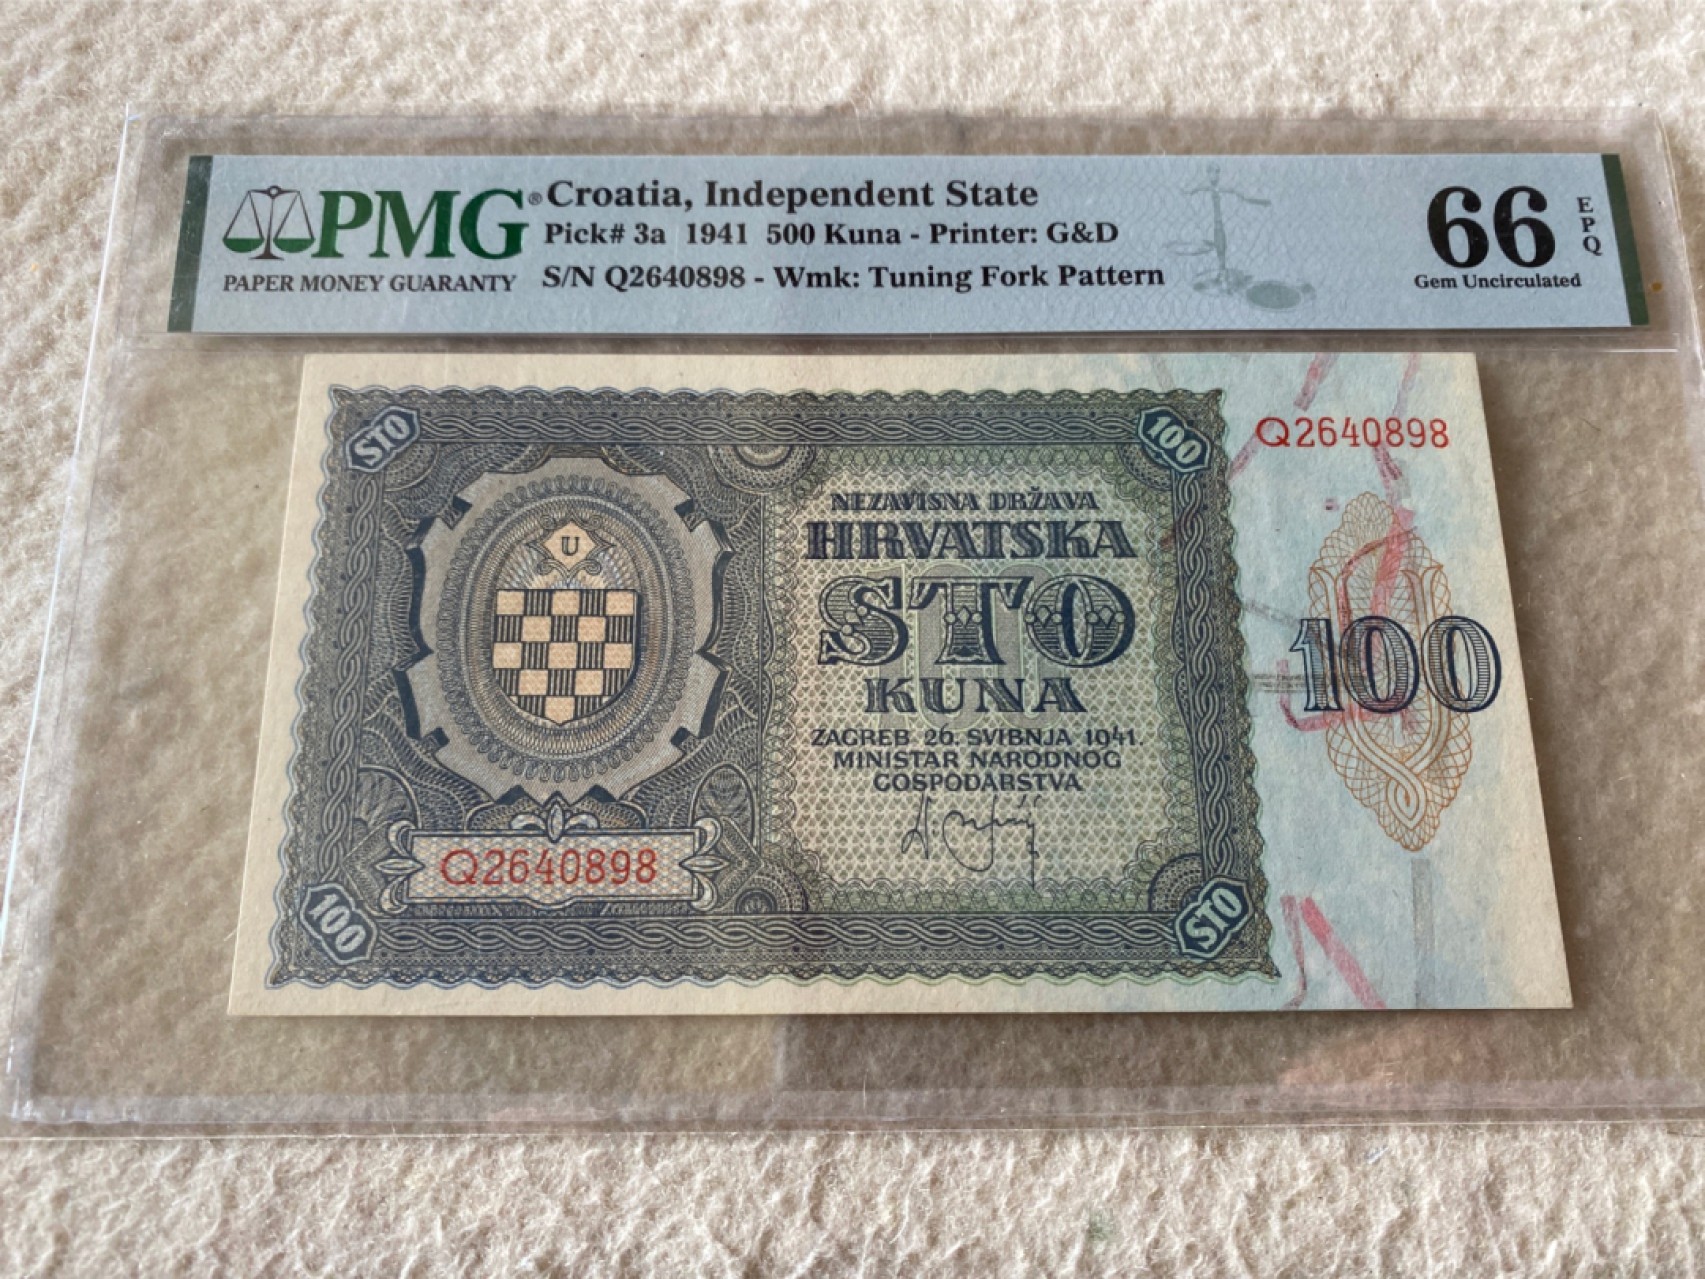 PMG® Croatia, Independent State
Pick# 3a 1941 500 Kuna - Printer: G&D
PAPER MONEY GUARANTY S/N Q2640898 - Wmk: Tuning Fork Pattern
66 EPQ
Gem Uncirculated
STO 100
Q2640898
U
NEZAVISNA DRŽAVA
HRVATSKA
STO
KUNA
100
ZAGREB 26. SVIBNJA 1941.
MINISTAR NARODNOG
GOSPODARSTVA
Q2640898
100 STO